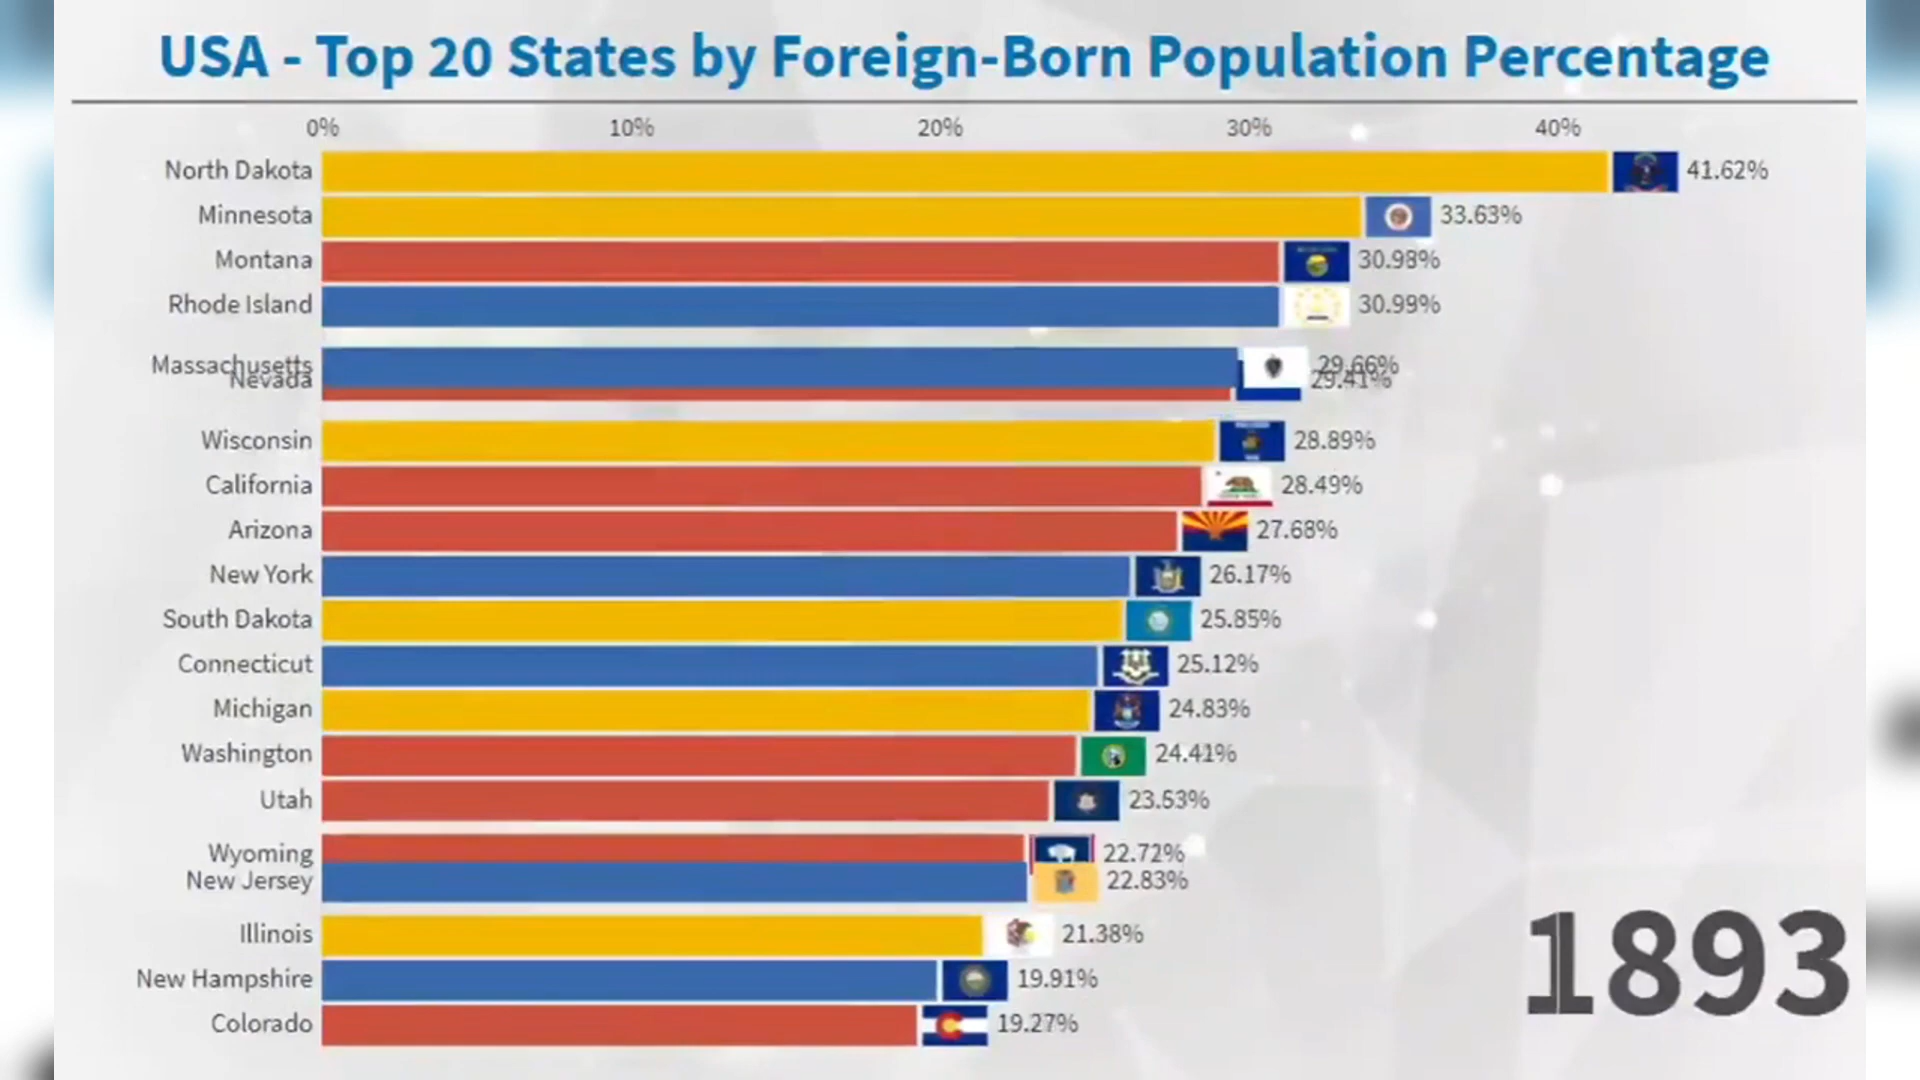 USA - Top 20 States by Foreign-Born Population Percentage
0% 10% 20% 30% 40%
North Dakota 41.62%
Minnesota 33.63%
Montana 30.98%
Rhode Island 30.99%
Massachusetts 29.66%
Nevada 29.41%
Wisconsin 28.89%
California 28.49%
Arizona 27.68%
New York 26.17%
South Dakota 25.85%
Connecticut 25.12%
Michigan 24.83%
Washington 24.41%
Utah 23.53%
Wyoming 22.72%
New Jersey 22.83%
Illinois 21.38%
New Hampshire 19.91%
Colorado 19.27%
1893